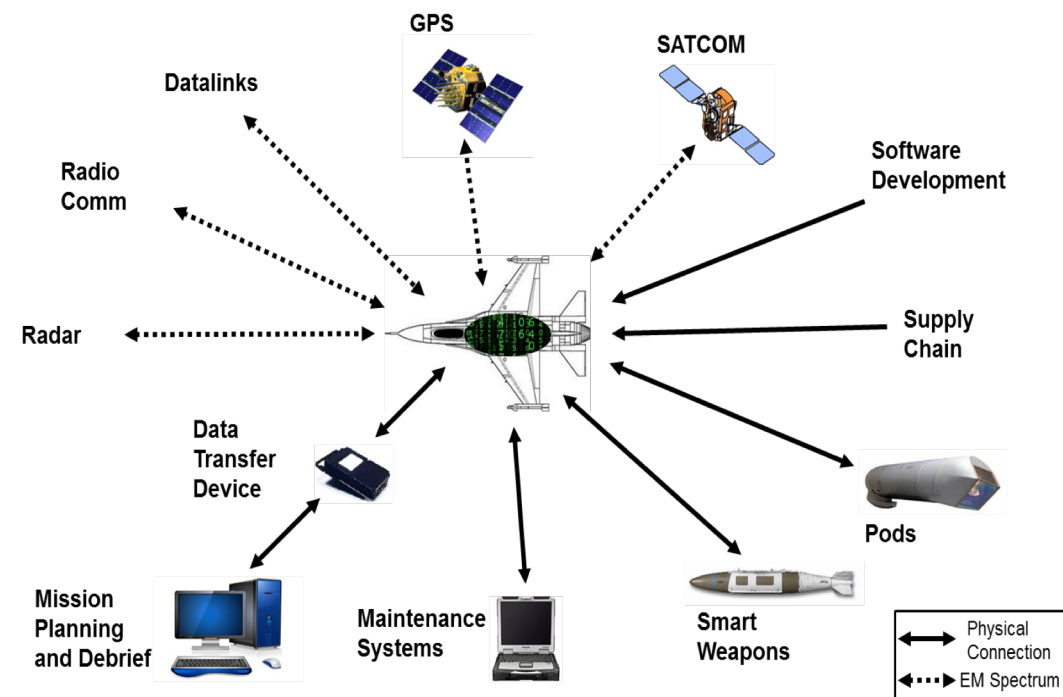 GPS
SATCOM
Datalinks
Software
Development
Radio
Comm
Radar
Supply
Chain
Data
Transfer
Device
Pods
Mission
Planning
and Debrief
Maintenance
Systems
Smart
Weapons
Physical
Connection
EM Spectrum